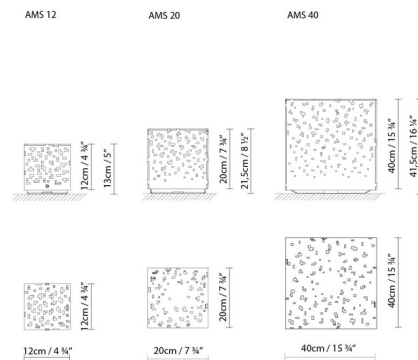 AMS 12
AMS 20
AMS 40
12cm / 4 ¾"
13cm / 5"
20cm / 7 ¾"
21,5cm / 8 ½"
40cm / 15 ¾"
41,5cm / 16 ¼"
12cm / 4 ¾"
20cm / 7 ¾"
40cm / 15 ¾"
12cm / 4 ¾"
20cm / 7 ¾"
40cm / 15 ¾"